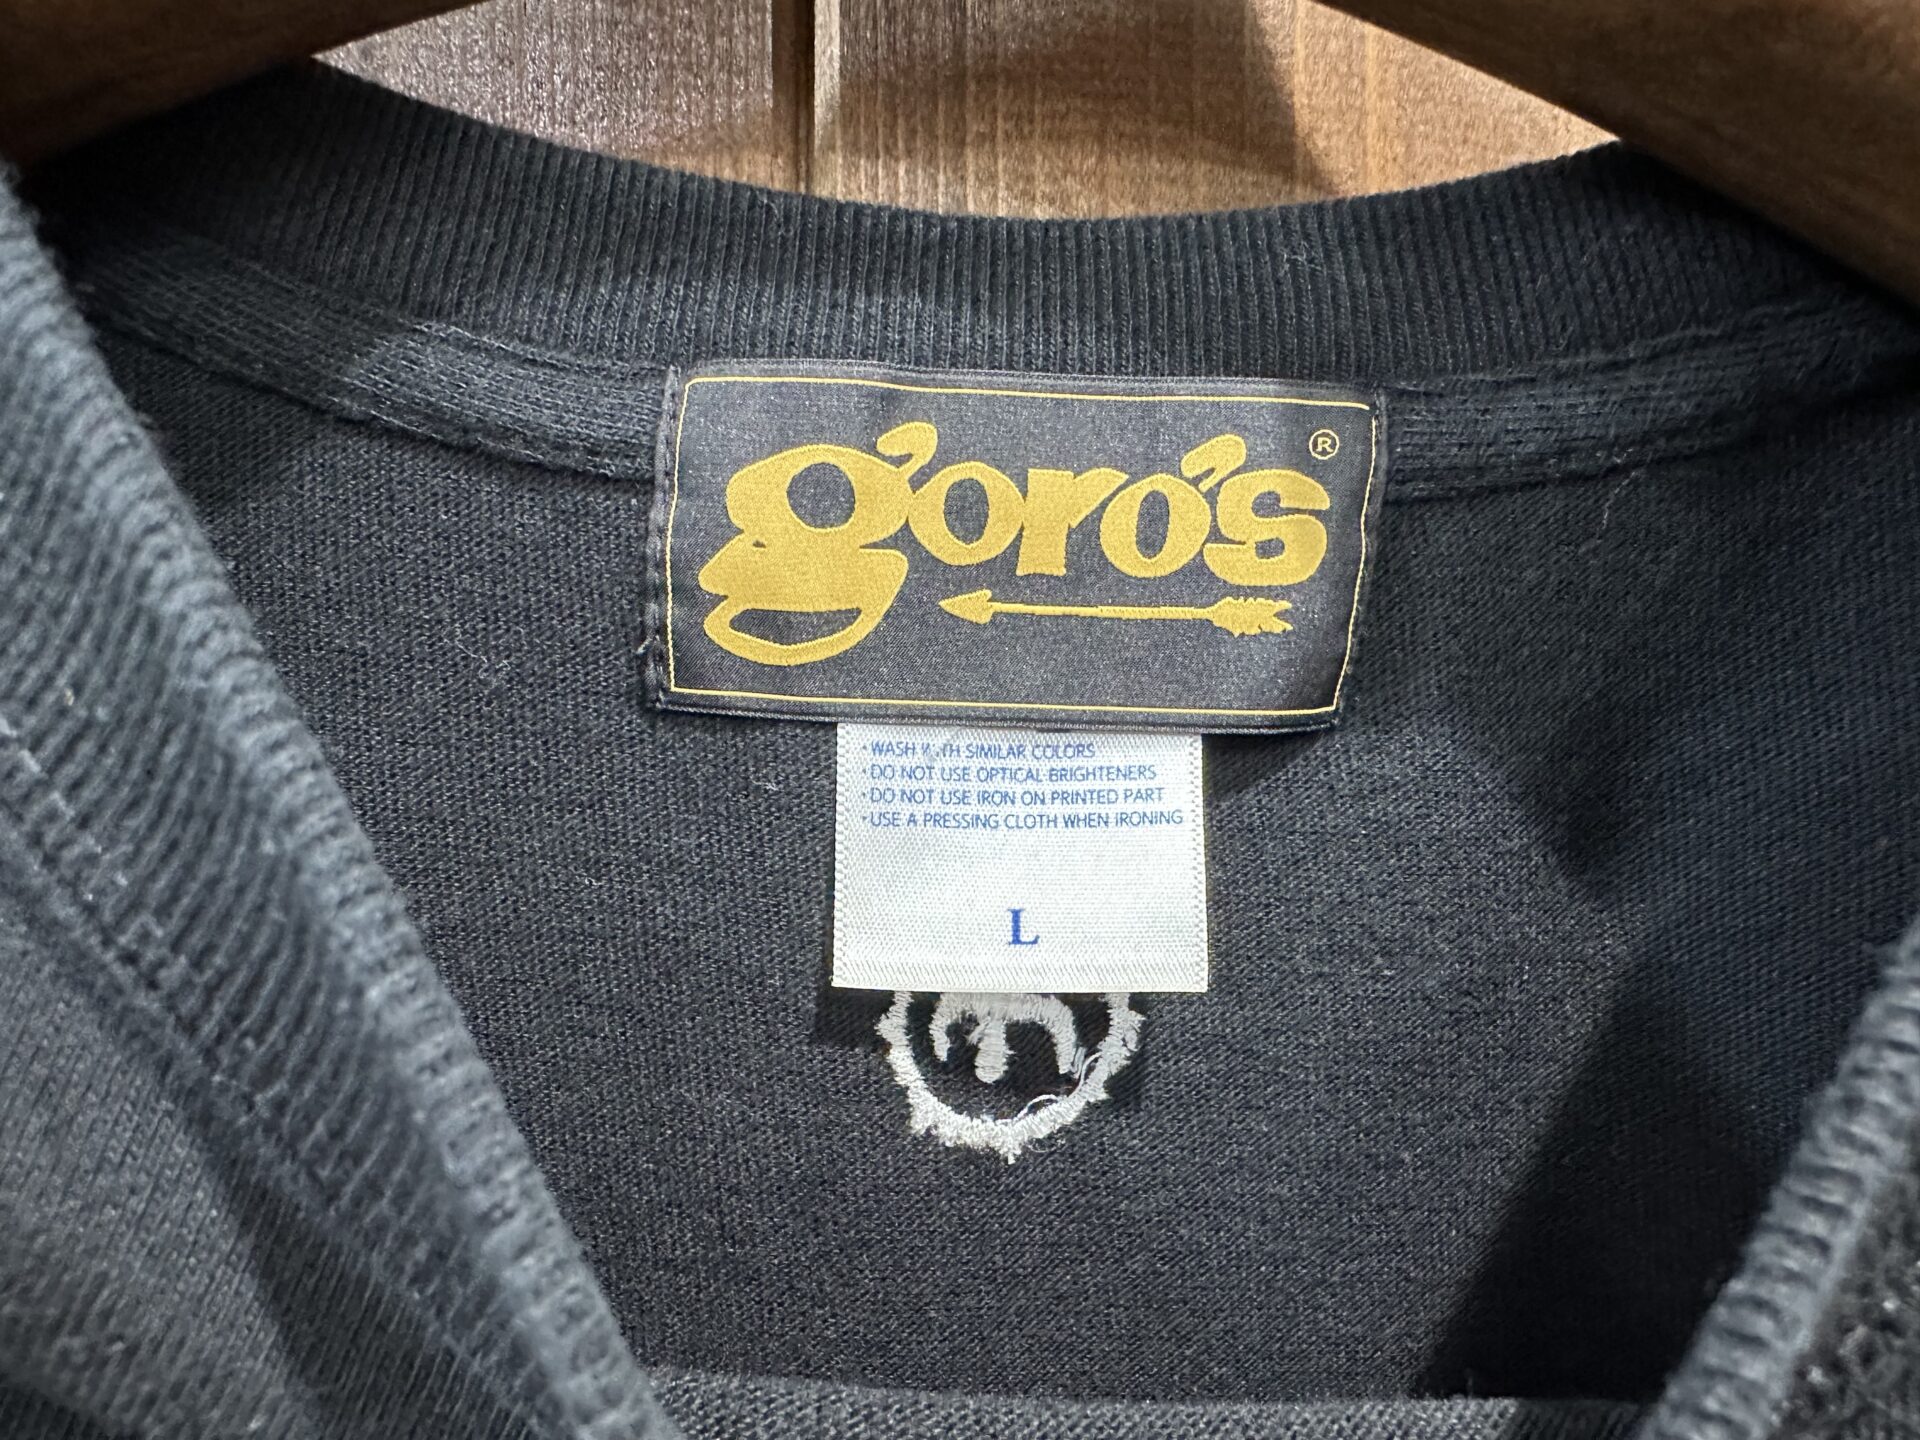 goro's®
・WASH WITH SIMILAR COLORS
・DO NOT USE OPTICAL BRIGHTENERS
・DO NOT USE IRON ON PRINTED PART
・USE A PRESSING CLOTH WHEN IRONING
L